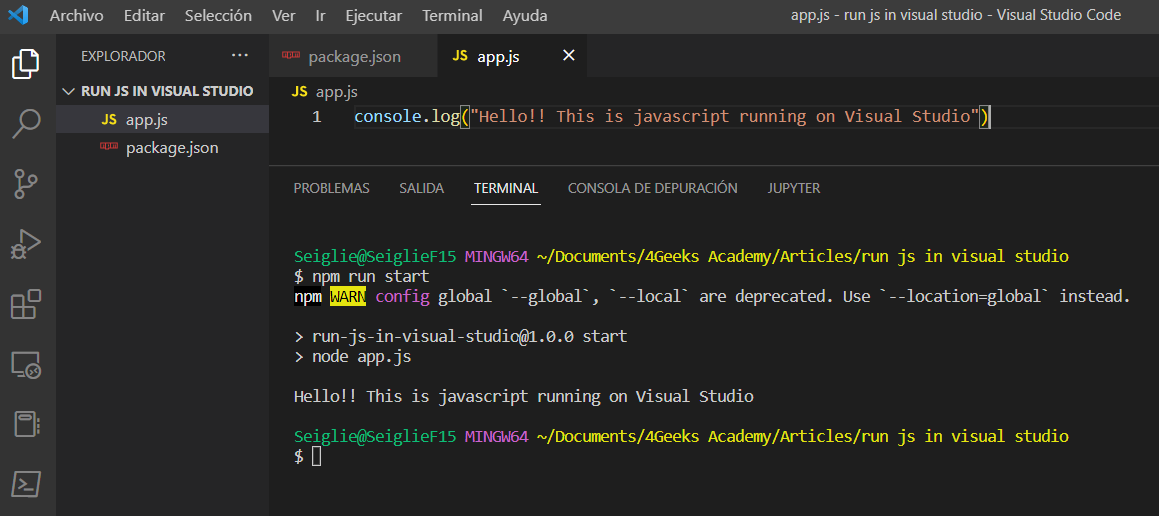 Archivo Editar Selección Ver Ir Ejecutar Terminal Ayuda app.js - run js in visual studio - Visual Studio Code
EXPLORADOR ···
RUN JS IN VISUAL STUDIO
JS app.js
npm package.json
npm package.json JS app.js ×
JS app.js
1 console.log("Hello!! This is javascript running on Visual Studio")
PROBLEMAS SALIDA TERMINAL CONSOLA DE DEPURACIÓN JUPYTER
Seiglie@SeiglieF15 MINGW64 ~/Documents/4Geeks Academy/Articles/run js in visual studio
$ npm run start
npm WARN config global `--global`, `--local` are deprecated. Use `--location=global` instead.
> run-js-in-visual-studio@1.0.0 start
> node app.js
Hello!! This is javascript running on Visual Studio
Seiglie@SeiglieF15 MINGW64 ~/Documents/4Geeks Academy/Articles/run js in visual studio
$